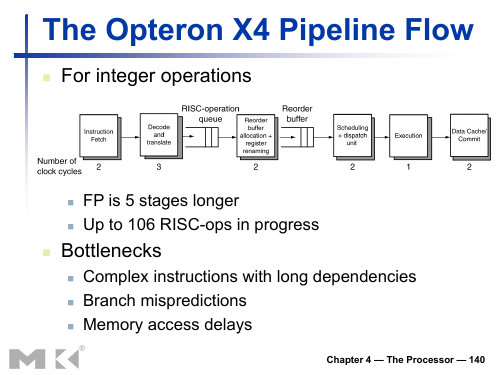 The Opteron X4 Pipeline Flow
For integer operations
RISC-operation
queue
Reorder
buffer
Instruction
Fetch
Decode
and
translate
Reorder
buffer
allocation +
register
renaming
Scheduling
+ dispatch
unit
Execution
Data Cache/
Commit
Number of
clock cycles
2
3
2
2
1
2
FP is 5 stages longer
Up to 106 RISC-ops in progress
Bottlenecks
Complex instructions with long dependencies
Branch mispredictions
Memory access delays
MK®
Chapter 4 — The Processor — 140